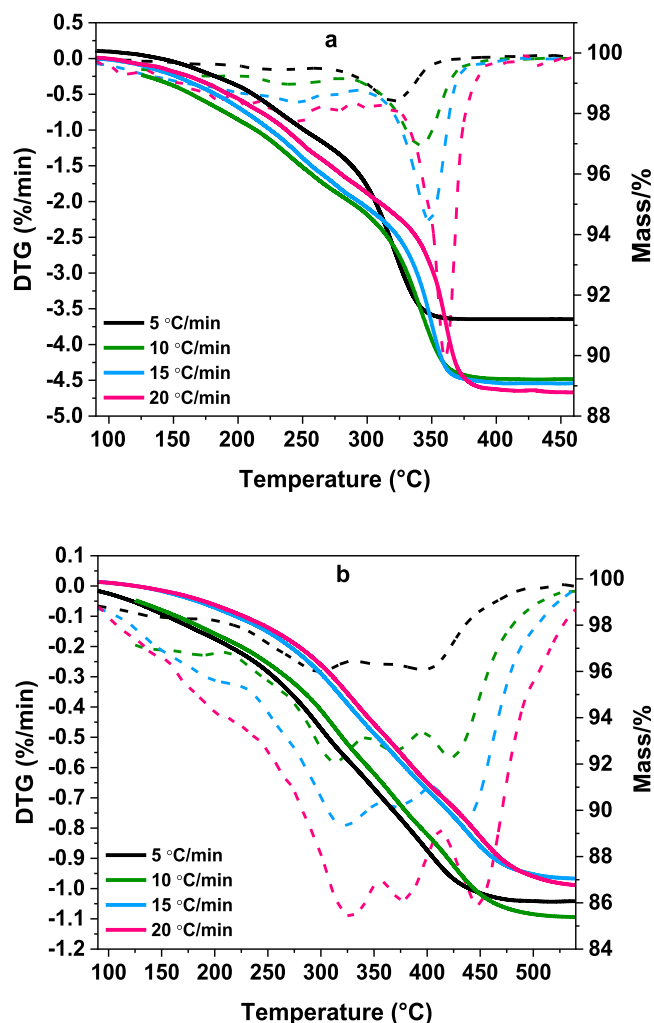 a
0.5
0.0
-0.5
-1.0
-1.5
-2.0
-2.5
-3.0
-3.5
-4.0
-4.5
-5.0
DTG (%/min)
100
98
96
94
92
90
88
Mass/%
5 °C/min
10 °C/min
15 °C/min
20 °C/min
100 150 200 250 300 350 400 450
Temperature (°C)
b
0.1
0.0
-0.1
-0.2
-0.3
-0.4
-0.5
-0.6
-0.7
-0.8
-0.9
-1.0
-1.1
-1.2
DTG (%/min)
100
98
96
94
92
90
88
86
84
Mass/%
5 °C/min
10 °C/min
15 °C/min
20 °C/min
100 150 200 250 300 350 400 450 500
Temperature (°C)